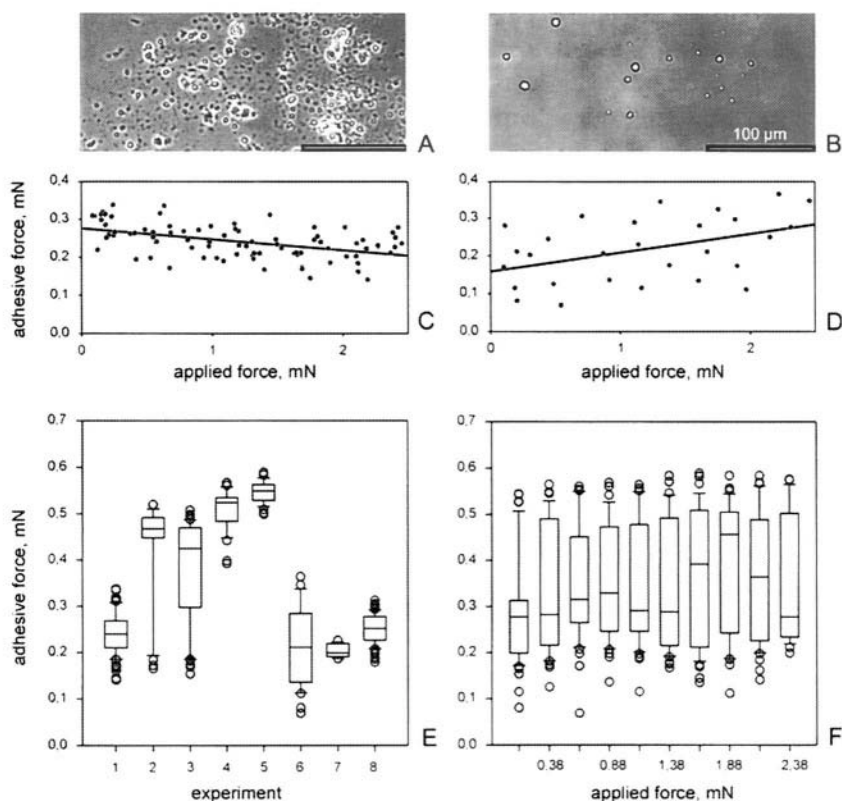 A
100 µm
B
adhesive force, mN
0,4
0,3
0,2
0,1
0,0
0
1
2
C
applied force, mN
0,4
0,3
0,2
0,1
0,0
0
1
2
D
applied force, mN
adhesive force, mN
0,7
0,6
0,5
0,4
0,3
0,2
0,1
0,0
1 2 3 4 5 6 7 8
E
experiment
0,7
0,6
0,5
0,4
0,3
0,2
0,1
0,0
0.38 0.88 1.38 1.88 2.38
F
applied force, mN